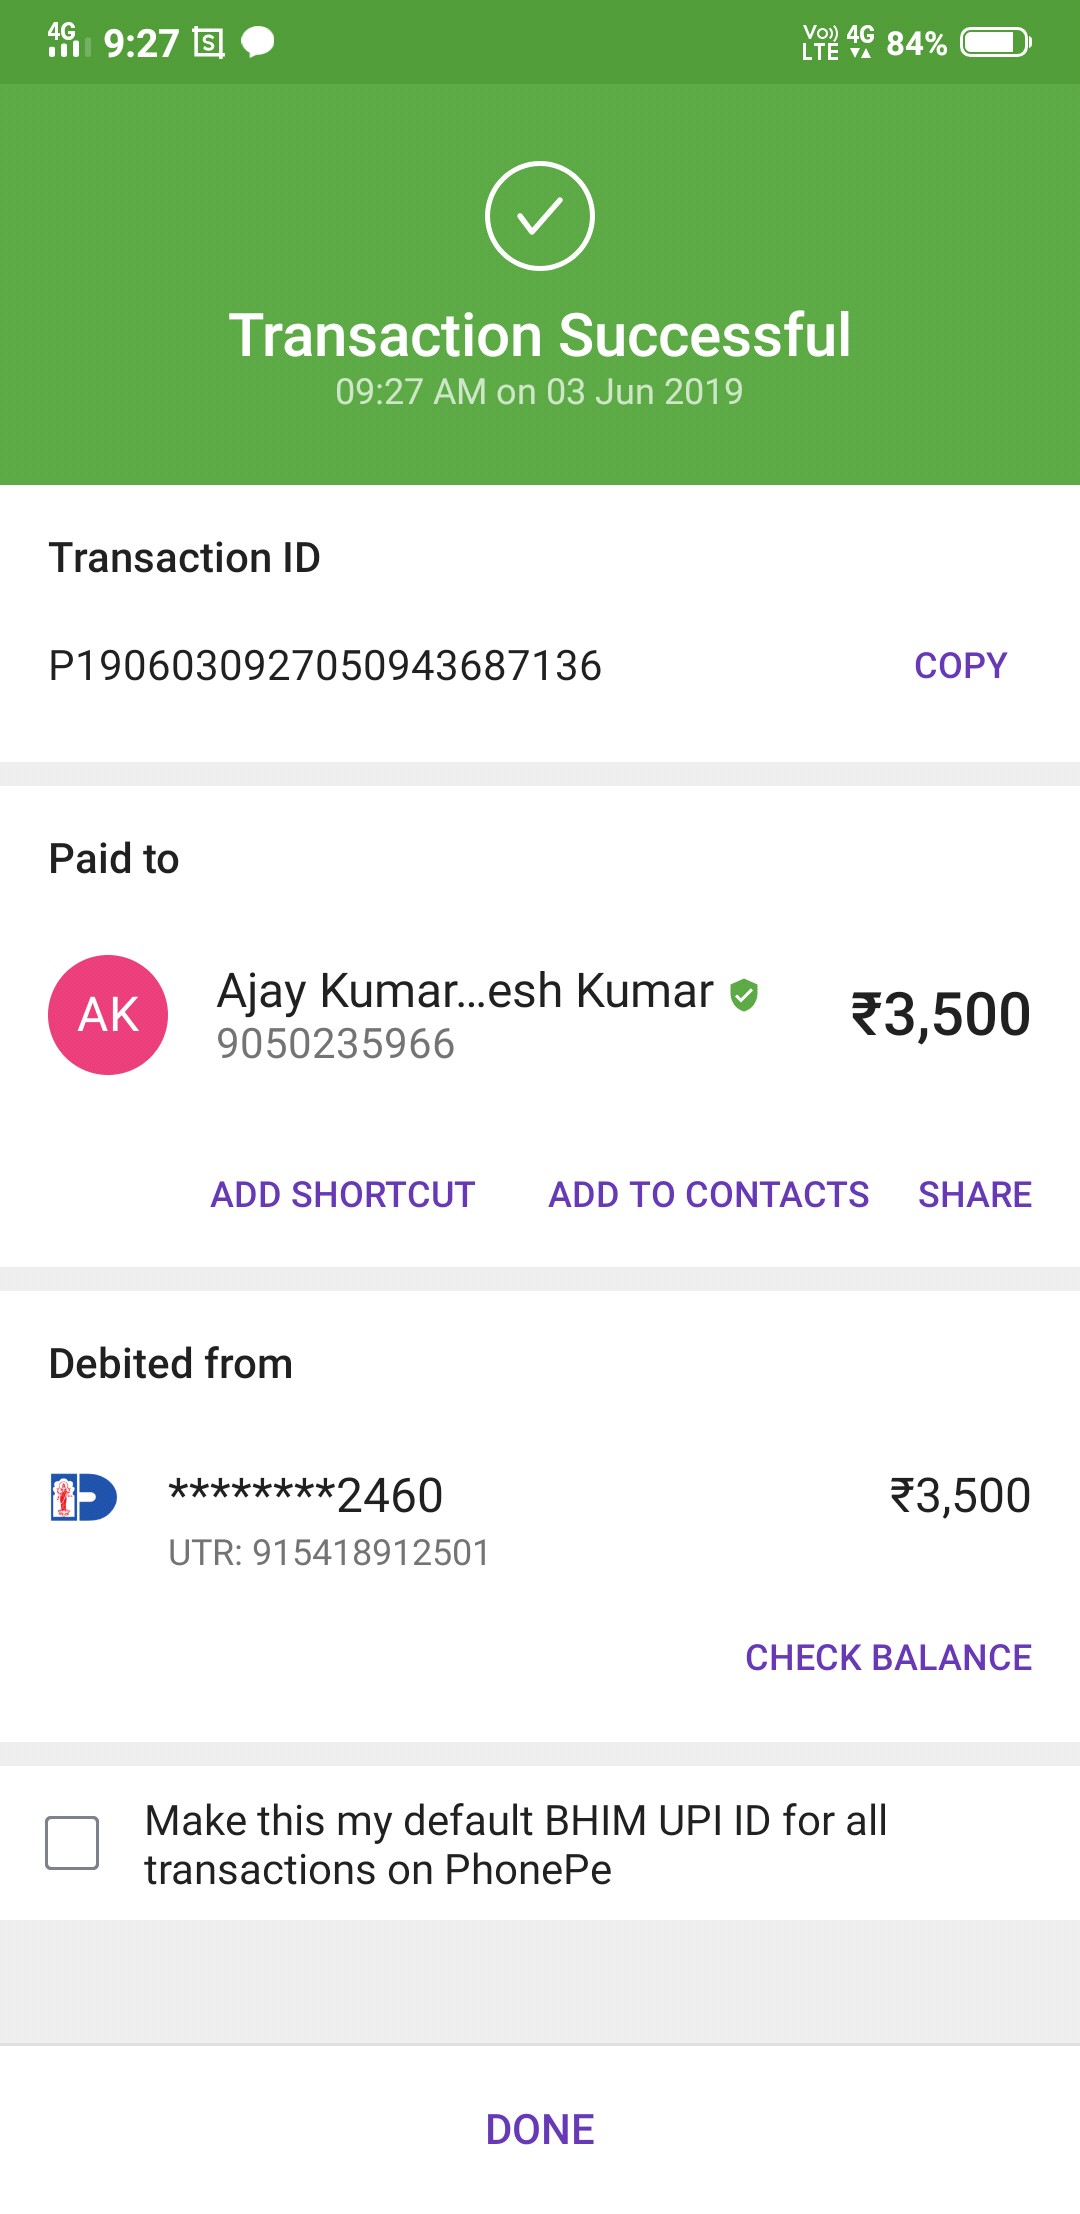 4G 9:27 S Vo)) LTE 4G 84%
Transaction Successful
09:27 AM on 03 Jun 2019
Transaction ID
P1906030927050943687136 COPY
Paid to
AK Ajay Kumar...esh Kumar ₹3,500
9050235966
ADD SHORTCUT ADD TO CONTACTS SHARE
Debited from
********2460 ₹3,500
UTR: 915418912501
CHECK BALANCE
Make this my default BHIM UPI ID for all
transactions on PhonePe
DONE